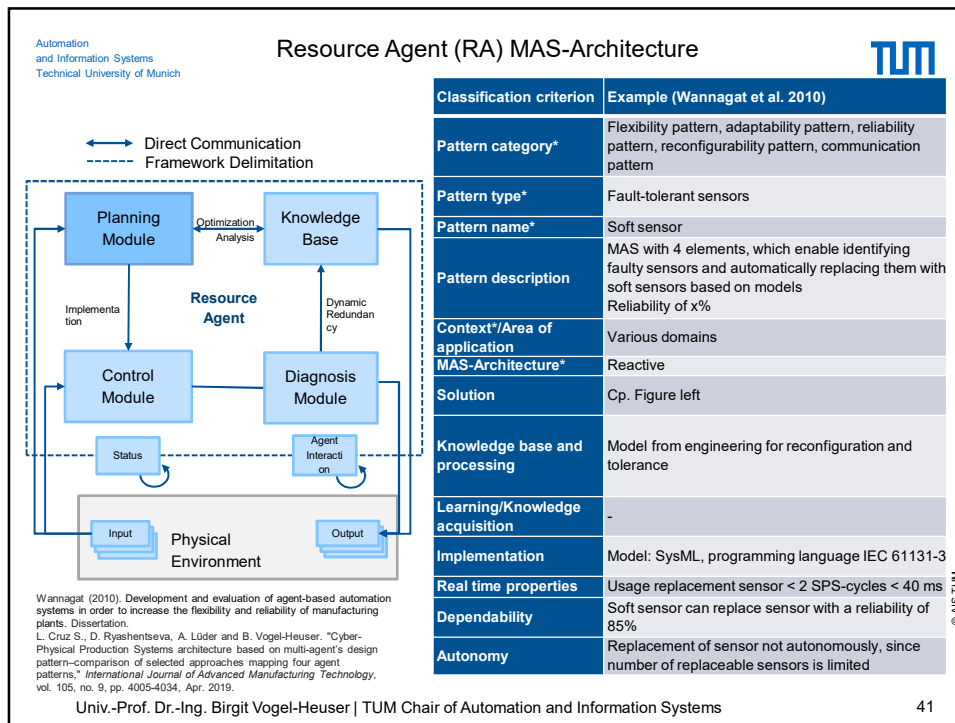 Automation
and Information Systems
Technical University of Munich
Resource Agent (RA) MAS-Architecture
TUM
Direct Communication
Framework Delimitation
Planning
Module
Optimization
Analysis
Knowledge
Base
Implementa
tion
Resource
Agent
Dynamic
Redundan
cy
Control
Module
Diagnosis
Module
Status
Agent
Interacti
on
Input
Physical
Environment
Output
Classification criterion
Example (Wannagat et al. 2010)
Pattern category*
Flexibility pattern, adaptability pattern, reliability
pattern, reconfigurability pattern, communication
pattern
Pattern type*
Fault-tolerant sensors
Pattern name*
Soft sensor
Pattern description
MAS with 4 elements, which enable identifying
faulty sensors and automatically replacing them with
soft sensors based on models
Reliability of x%
Context*/Area of
application
Various domains
MAS-Architecture*
Reactive
Solution
Cp. Figure left
Knowledge base and
processing
Model from engineering for reconfiguration and
tolerance
Learning/Knowledge
acquisition
-
Implementation
Model: SysML, programming language IEC 61131-3
Real time properties
Usage replacement sensor < 2 SPS-cycles < 40 ms
Dependability
Soft sensor can replace sensor with a reliability of
85%
Autonomy
Replacement of sensor not autonomously, since
number of replaceable sensors is limited
© AIS TUM
Wannagat (2010). Development and evaluation of agent-based automation
systems in order to increase the flexibility and reliability of manufacturing
plants. Dissertation.
L. Cruz S., D. Ryashentseva, A. Lüder and B. Vogel-Heuser. "Cyber-
Physical Production Systems architecture based on multi-agent's design
pattern–comparison of selected approaches mapping four agent
patterns," International Journal of Advanced Manufacturing Technology,
vol. 105, no. 9, pp. 4005-4034, Apr. 2019.
Univ.-Prof. Dr.-Ing. Birgit Vogel-Heuser | TUM Chair of Automation and Information Systems
41